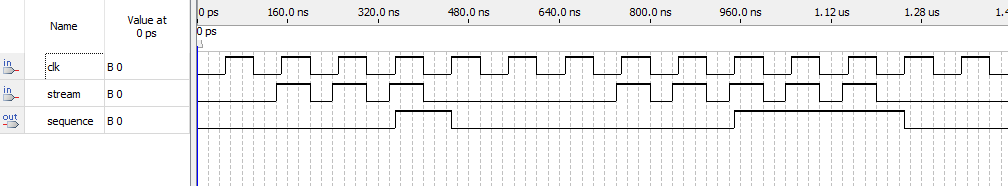 Name Value at 0 ps
0 ps 160.0 ns 320.0 ns 480.0 ns 640.0 ns 800.0 ns 960.0 ns 1.12 us 1.28 us 1.4
0 ps
in clk B 0
in stream B 0
out sequence B 0